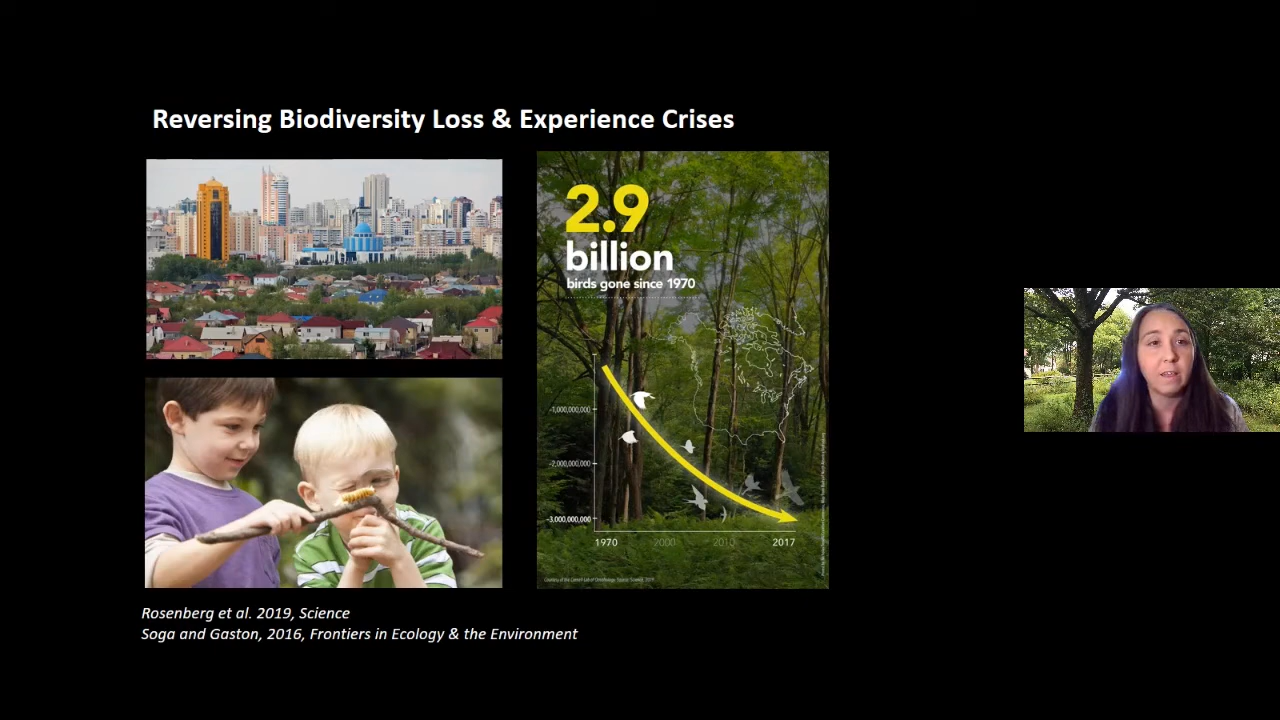 Reversing Biodiversity Loss & Experience Crises
2.9
billion
birds gone since 1970
-1,000,000,000
-2,000,000,000
-3,000,000,000
1970 2000 2010 2017
Rosenberg et al. 2019, Science
Soga and Gaston, 2016, Frontiers in Ecology & the Environment